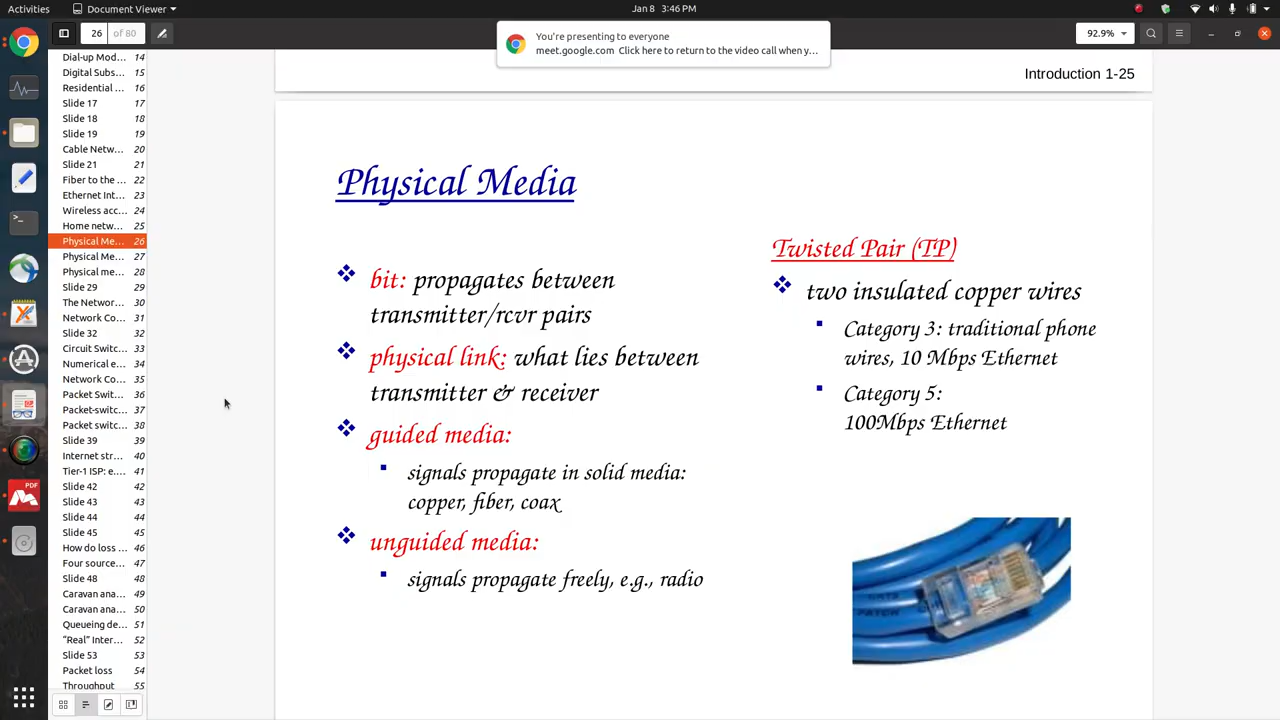 Activities
Document Viewer
Jan 8 3:46 PM
26 of 80
You're presenting to everyone
meet.google.com Click here to return to the video call when y...
92.9%
Dial-up Mod... 14
Digital Subs... 15
Residential ... 16
Slide 17 17
Slide 18 18
Slide 19 19
Cable Netw... 20
Slide 21 21
Fiber to the ... 22
Ethernet Int... 23
Wireless acc... 24
Home netw... 25
Physical Me... 26
Physical Me... 27
Physical me... 28
Slide 29 29
The Networ... 30
Network Co... 31
Slide 32 32
Circuit Switc... 33
Numerical e... 34
Network Co... 35
Packet Swit... 36
Packet-switc... 37
Packet switc... 38
Slide 39 39
Internet str... 40
Tier-1 ISP: e.... 41
Slide 42 42
Slide 43 43
Slide 44 44
Slide 45 45
How do loss ... 46
Four source... 47
Slide 48 48
Caravan ana... 49
Caravan ana... 50
Queueing de... 51
“Real” Inter... 52
Slide 53 53
Packet loss 54
Throughput 55
Introduction 1-25
Physical Media
bit: propagates between
transmitter/rcvr pairs
physical link: what lies between
transmitter & receiver
guided media:
signals propagate in solid media:
copper, fiber, coax
unguided media:
signals propagate freely, e.g., radio
Twisted Pair (TP)
two insulated copper wires
Category 3: traditional phone
wires, 10 Mbps Ethernet
Category 5:
100Mbps Ethernet
PDF